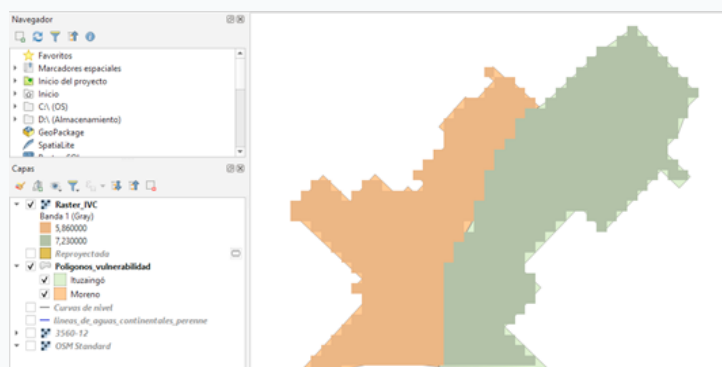 Navegador
Favoritos
Marcadores espaciales
Inicio del proyecto
Inicio
C:\ (OS)
D:\ (Almacenamiento)
GeoPackage
SpatiaLite
Capas
Raster_IVC
Banda 1 (Gray)
5,860000
7,230000
Reproyectada
Poligonos_vulnerabilidad
Ituzaingó
Moreno
Curvas de nivel
lineas_de_aguas_continentales_perenne
3560-12
OSM Standard